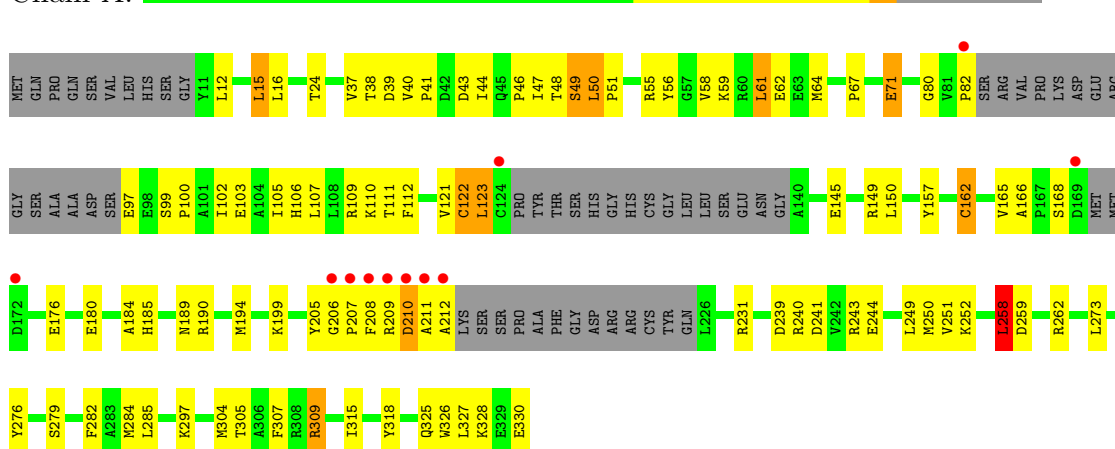 Chain A:
MET GLN PRO GLN SER VAL LEU HIS SER GLY Y11 L12 L15 L16 T24 V37 T38 D39 V40 P41 D42 D43 I44 Q45 P46 I47 T48 S49 L50 P51 R55 Y56 G57 V58 K59 R60 L61 E62 E63 M64 P67 E71 G80 V81 P82 SER ARG VAL PRO LYS ASP GLU ARG
GLY SER ALA ALA ASP SER E97 E98 S99 P100 A101 I102 E103 A104 I105 H106 L107 L108 R109 K110 T111 F112 V121 C122 L123 C124 PRO TYR THR SER HIS GLY HIS CYS GLY LEU LEU SER GLU ASN GLY A140 E145 R149 L150 Y157 C162 V165 A166 P167 S168 D169 MET MET
D172 E176 E180 A184 H185 N189 R190 M194 K199 Y205 G206 P207 F208 R209 D210 A211 A212 LYS SER SER PRO ALA PHE GLY ASP ARG ARG CYS TYR GLN L226 R231 D239 R240 D241 V242 R243 E244 L249 M250 V251 K252 L258 D259 R262 L273
Y276 S279 F282 A283 M284 L285 K297 M304 T305 A306 F307 R308 R309 I315 Y318 Q325 W326 L327 K328 E329 E330